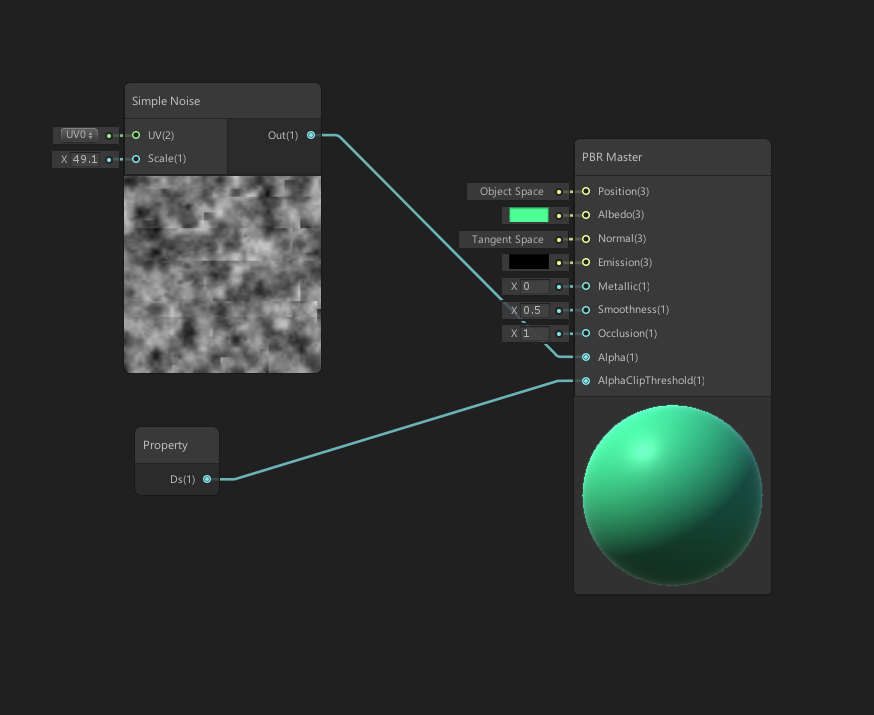 Simple Noise
UV0
UV(2)
Out(1)
X 49.1
Scale(1)
PBR Master
Object Space
Position(3)
Albedo(3)
Tangent Space
Normal(3)
Emission(3)
X 0
Metallic(1)
X 0.5
Smoothness(1)
X 1
Occlusion(1)
Alpha(1)
AlphaClipThreshold(1)
Property
Ds(1)